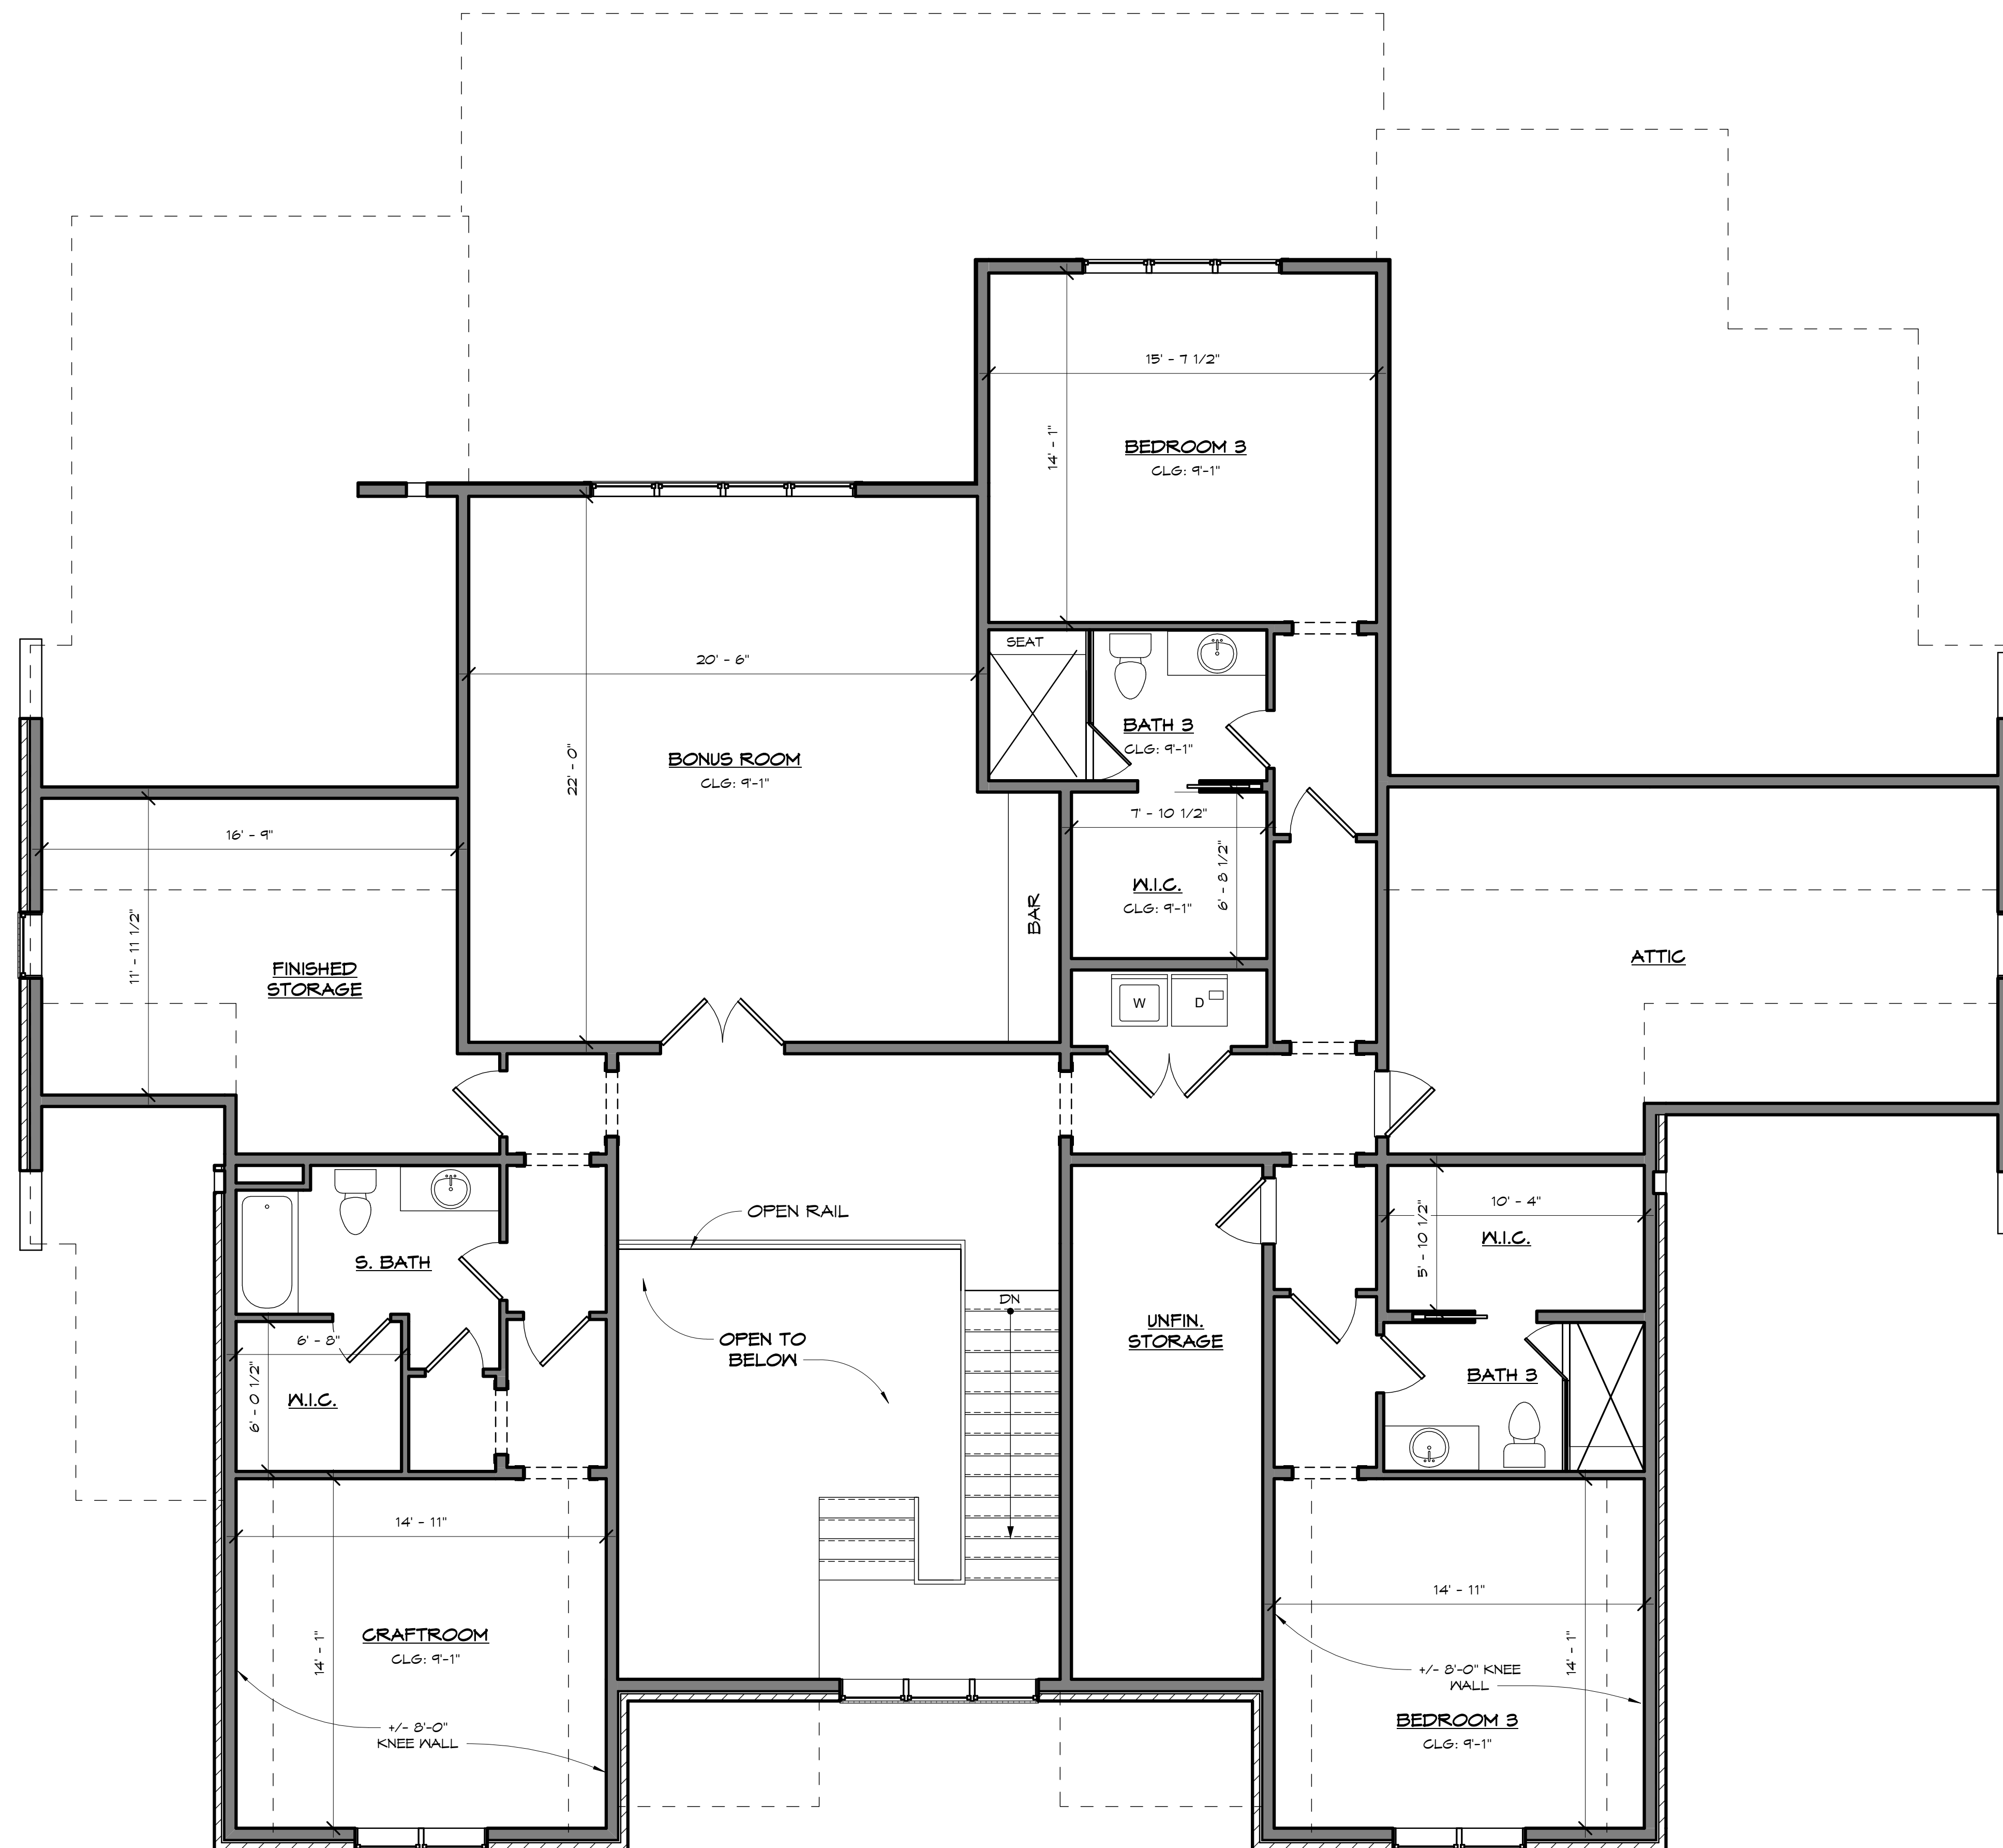 15' - 7 1/2"
14' - 1"
BEDROOM 3
CLG: 9'-1"
SEAT
20' - 6"
BATH 3
CLG: 9'-1"
BONUS ROOM
CLG: 9'-1"
22' - 0"
7' - 10 1/2"
16' - 9"
6' - 8 1/2"
W.I.C.
CLG: 9'-1"
BAR
11' - 11 1/2"
FINISHED
STORAGE
ATTIC
W
D
OPEN RAIL
10' - 4"
5' - 10 1/2"
W.I.C.
S. BATH
DN
UNFIN.
STORAGE
OPEN TO
BELOW
6' - 8"
6' - 0 1/2"
W.I.C.
BATH 3
14' - 11"
14' - 11"
CRAFTROOM
CLG: 9'-1"
14' - 1"
14' - 1"
+/- 8'-0" KNEE
WALL
BEDROOM 3
CLG: 9'-1"
+/- 8'-0"
KNEE WALL